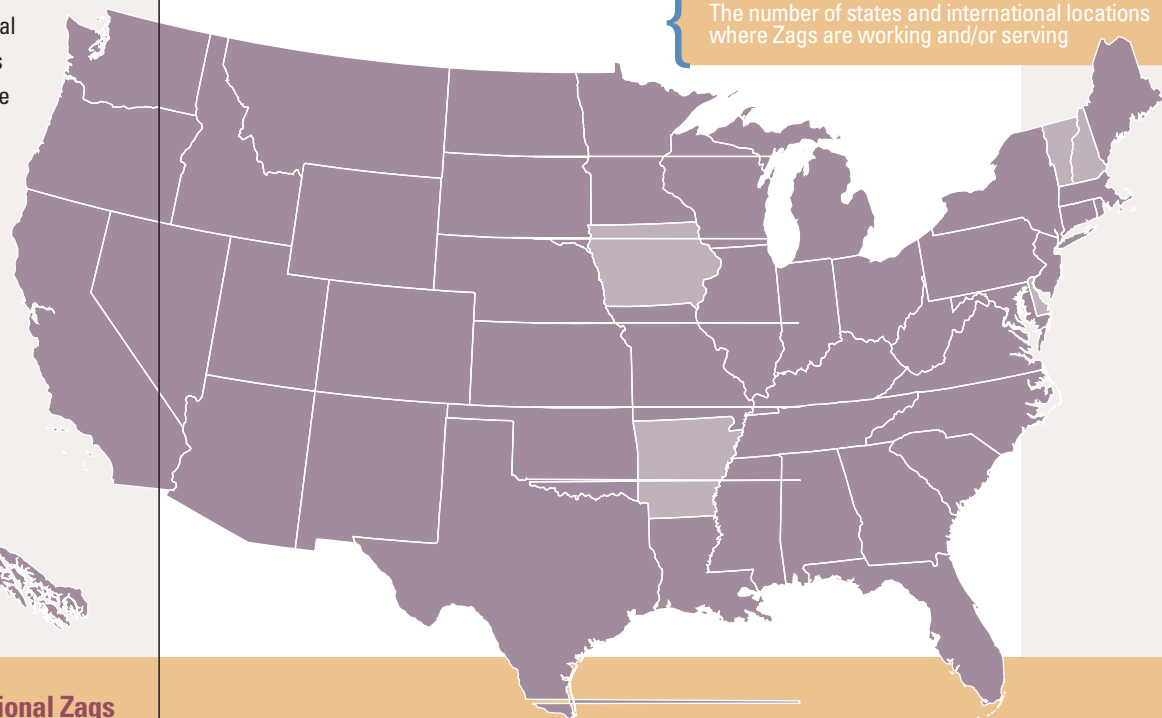 al
s
e
The number of states and international locations
where Zags are working and/or serving
ional Zags